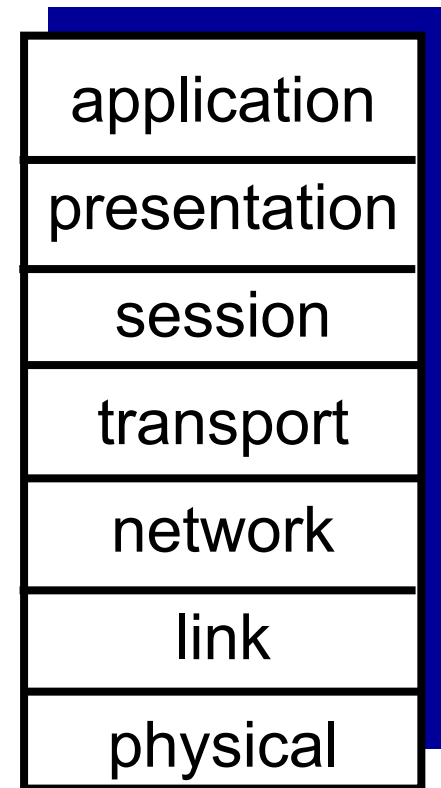 application
presentation
session
transport
network
link
physical